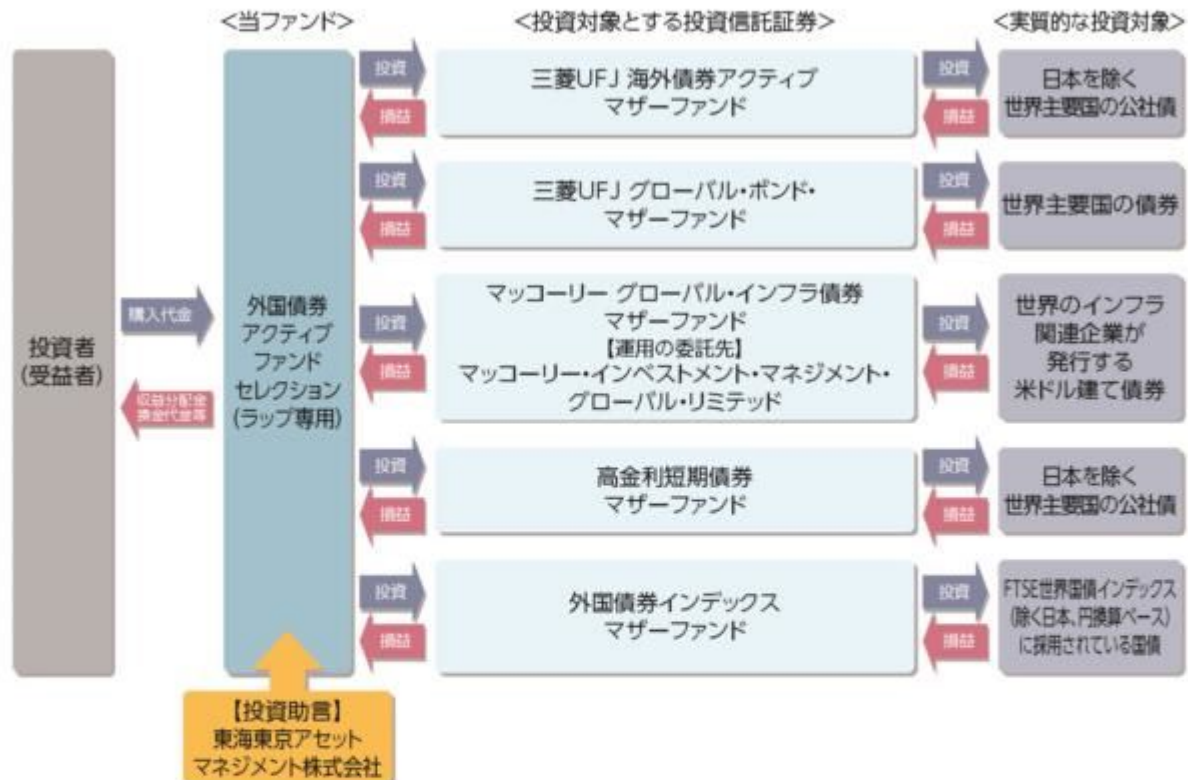 <当ファンド>
<投資対象とする投資信託証券>
<実質的な投資対象>
投資者
(受益者)
購入代金
収益分配金
換金代金等
外国債券
アクティブ
ファンド
セレクション
(ラップ専用)
【投資助言】
東海東京アセット
マネジメント株式会社
投資
損益
三菱UFJ 海外債券アクティブ
マザーファンド
投資
損益
日本を除く
世界主要国の公社債
投資
損益
三菱UFJ グローバル・ボンド・
マザーファンド
投資
損益
世界主要国の債券
投資
損益
マッコーリー グローバル・インフラ債券
マザーファンド
【運用の委託先】
マッコーリー・インベストメント・マネジメント・
グローバル・リミテッド
投資
損益
世界のインフラ
関連企業が
発行する
米ドル建て債券
投資
損益
高金利短期債券
マザーファンド
投資
損益
日本を除く
世界主要国の公社債
投資
損益
外国債券インデックス
マザーファンド
投資
損益
FTSE世界国債インデックス
(除く日本、円換算ベース)
に採用されている国債